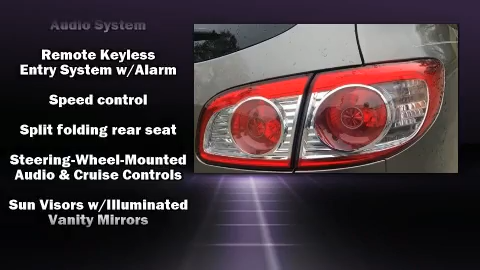 Audio System
Remote Keyless
Entry System w/Alarm
Speed control
Split folding rear seat
Steering-Wheel-Mounted
Audio & Cruise Controls
Sun Visors w/Illuminated
Vanity Mirrors